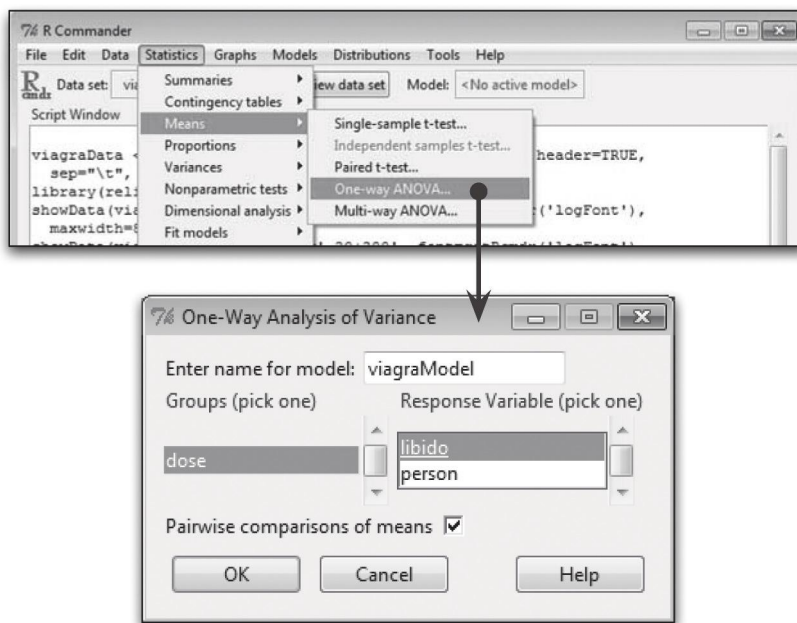 R Commander
File Edit Data Statistics Graphs Models Distributions Tools Help
R cmdr Data set: iew data set Model: <No active model>
Script Window
Summaries
Contingency tables
Means
Proportions
Variances
Nonparametric tests
Dimensional analysis
Fit models
Single-sample t-test...
Independent samples t-test...
Paired t-test...
One-way ANOVA...
Multi-way ANOVA...
viagraData < header=TRUE,
sep="\t",
library(reli
showData(via r('logFont'),
maxwidth=8
One-Way Analysis of Variance
Enter name for model: viagraModel
Groups (pick one) Response Variable (pick one)
dose
libido
person
Pairwise comparisons of means
OK Cancel Help